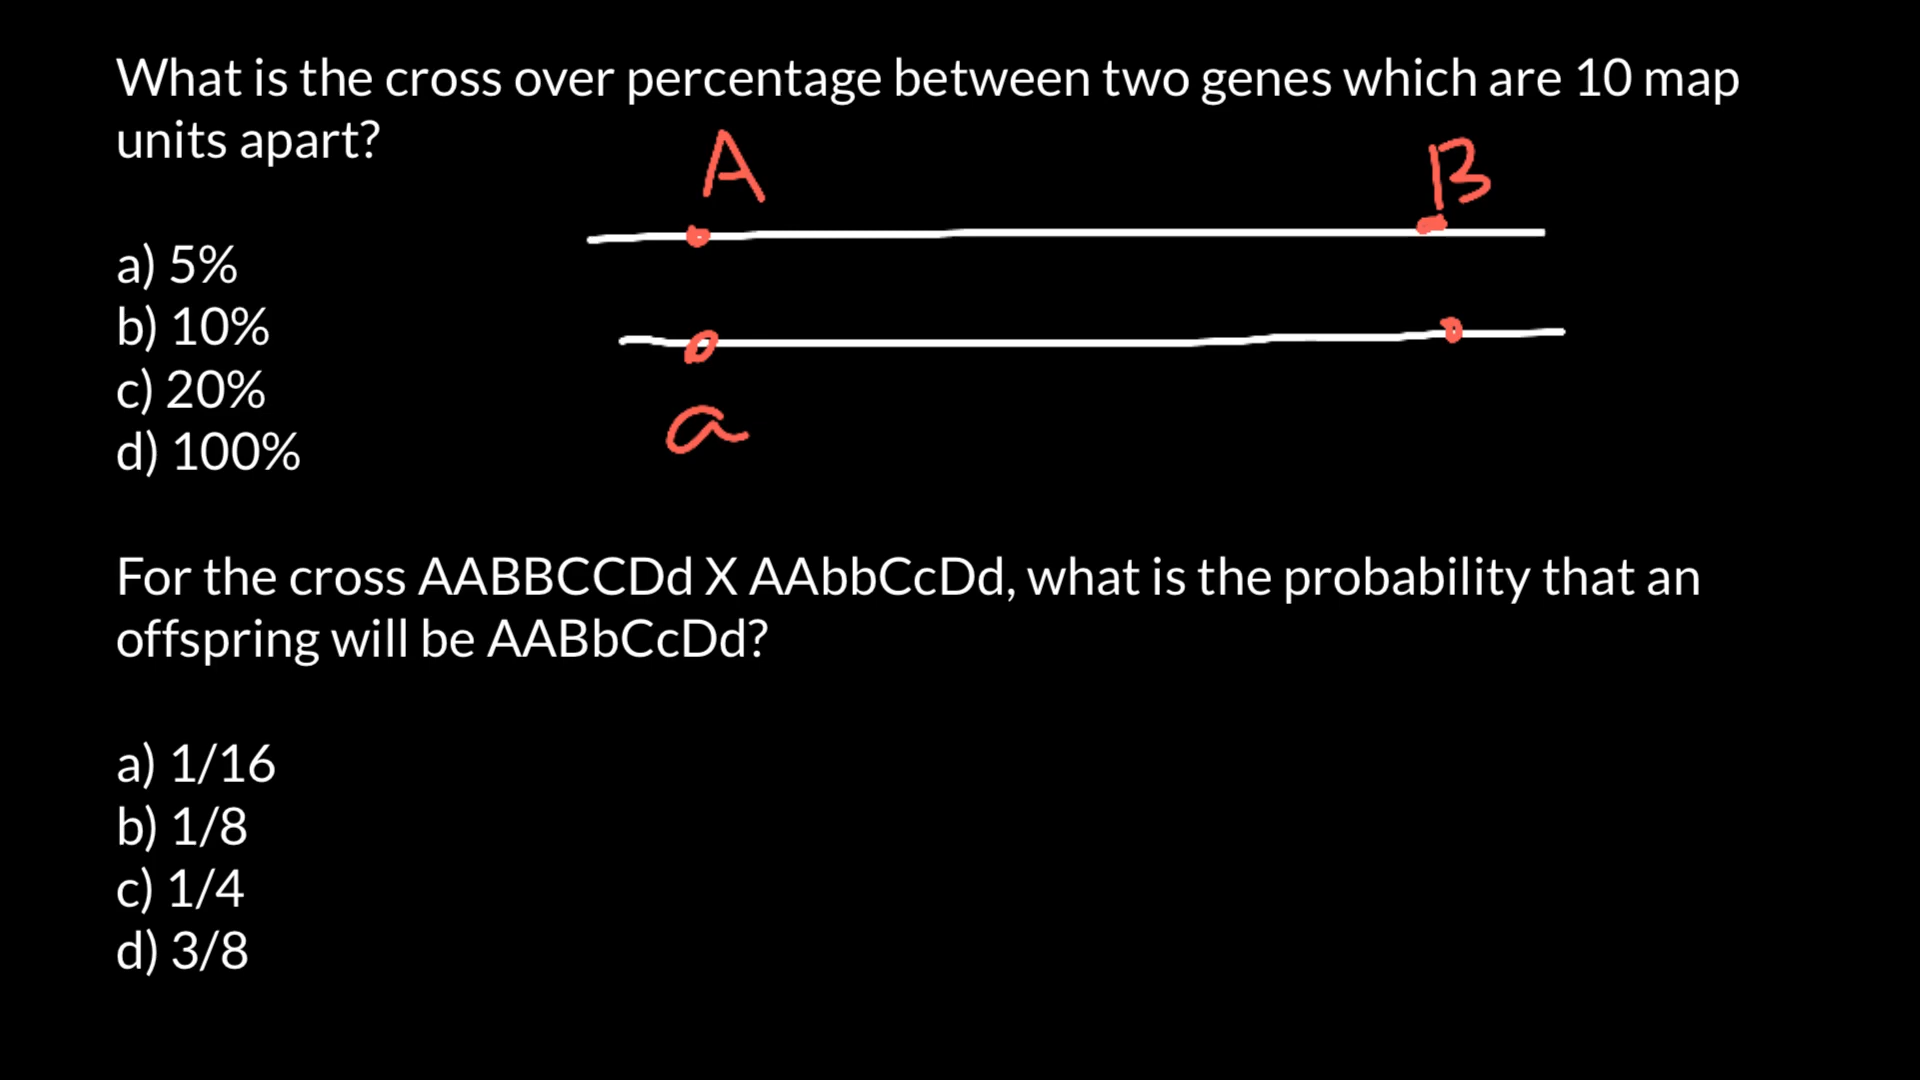 What is the cross over percentage between two genes which are 10 map
units apart?
A
B
a) 5%
b) 10%
c) 20%
d) 100%
a
For the cross AABBCCDd X AAbbCcDd, what is the probability that an
offspring will be AABbCcDd?
a) 1/16
b) 1/8
c) 1/4
d) 3/8